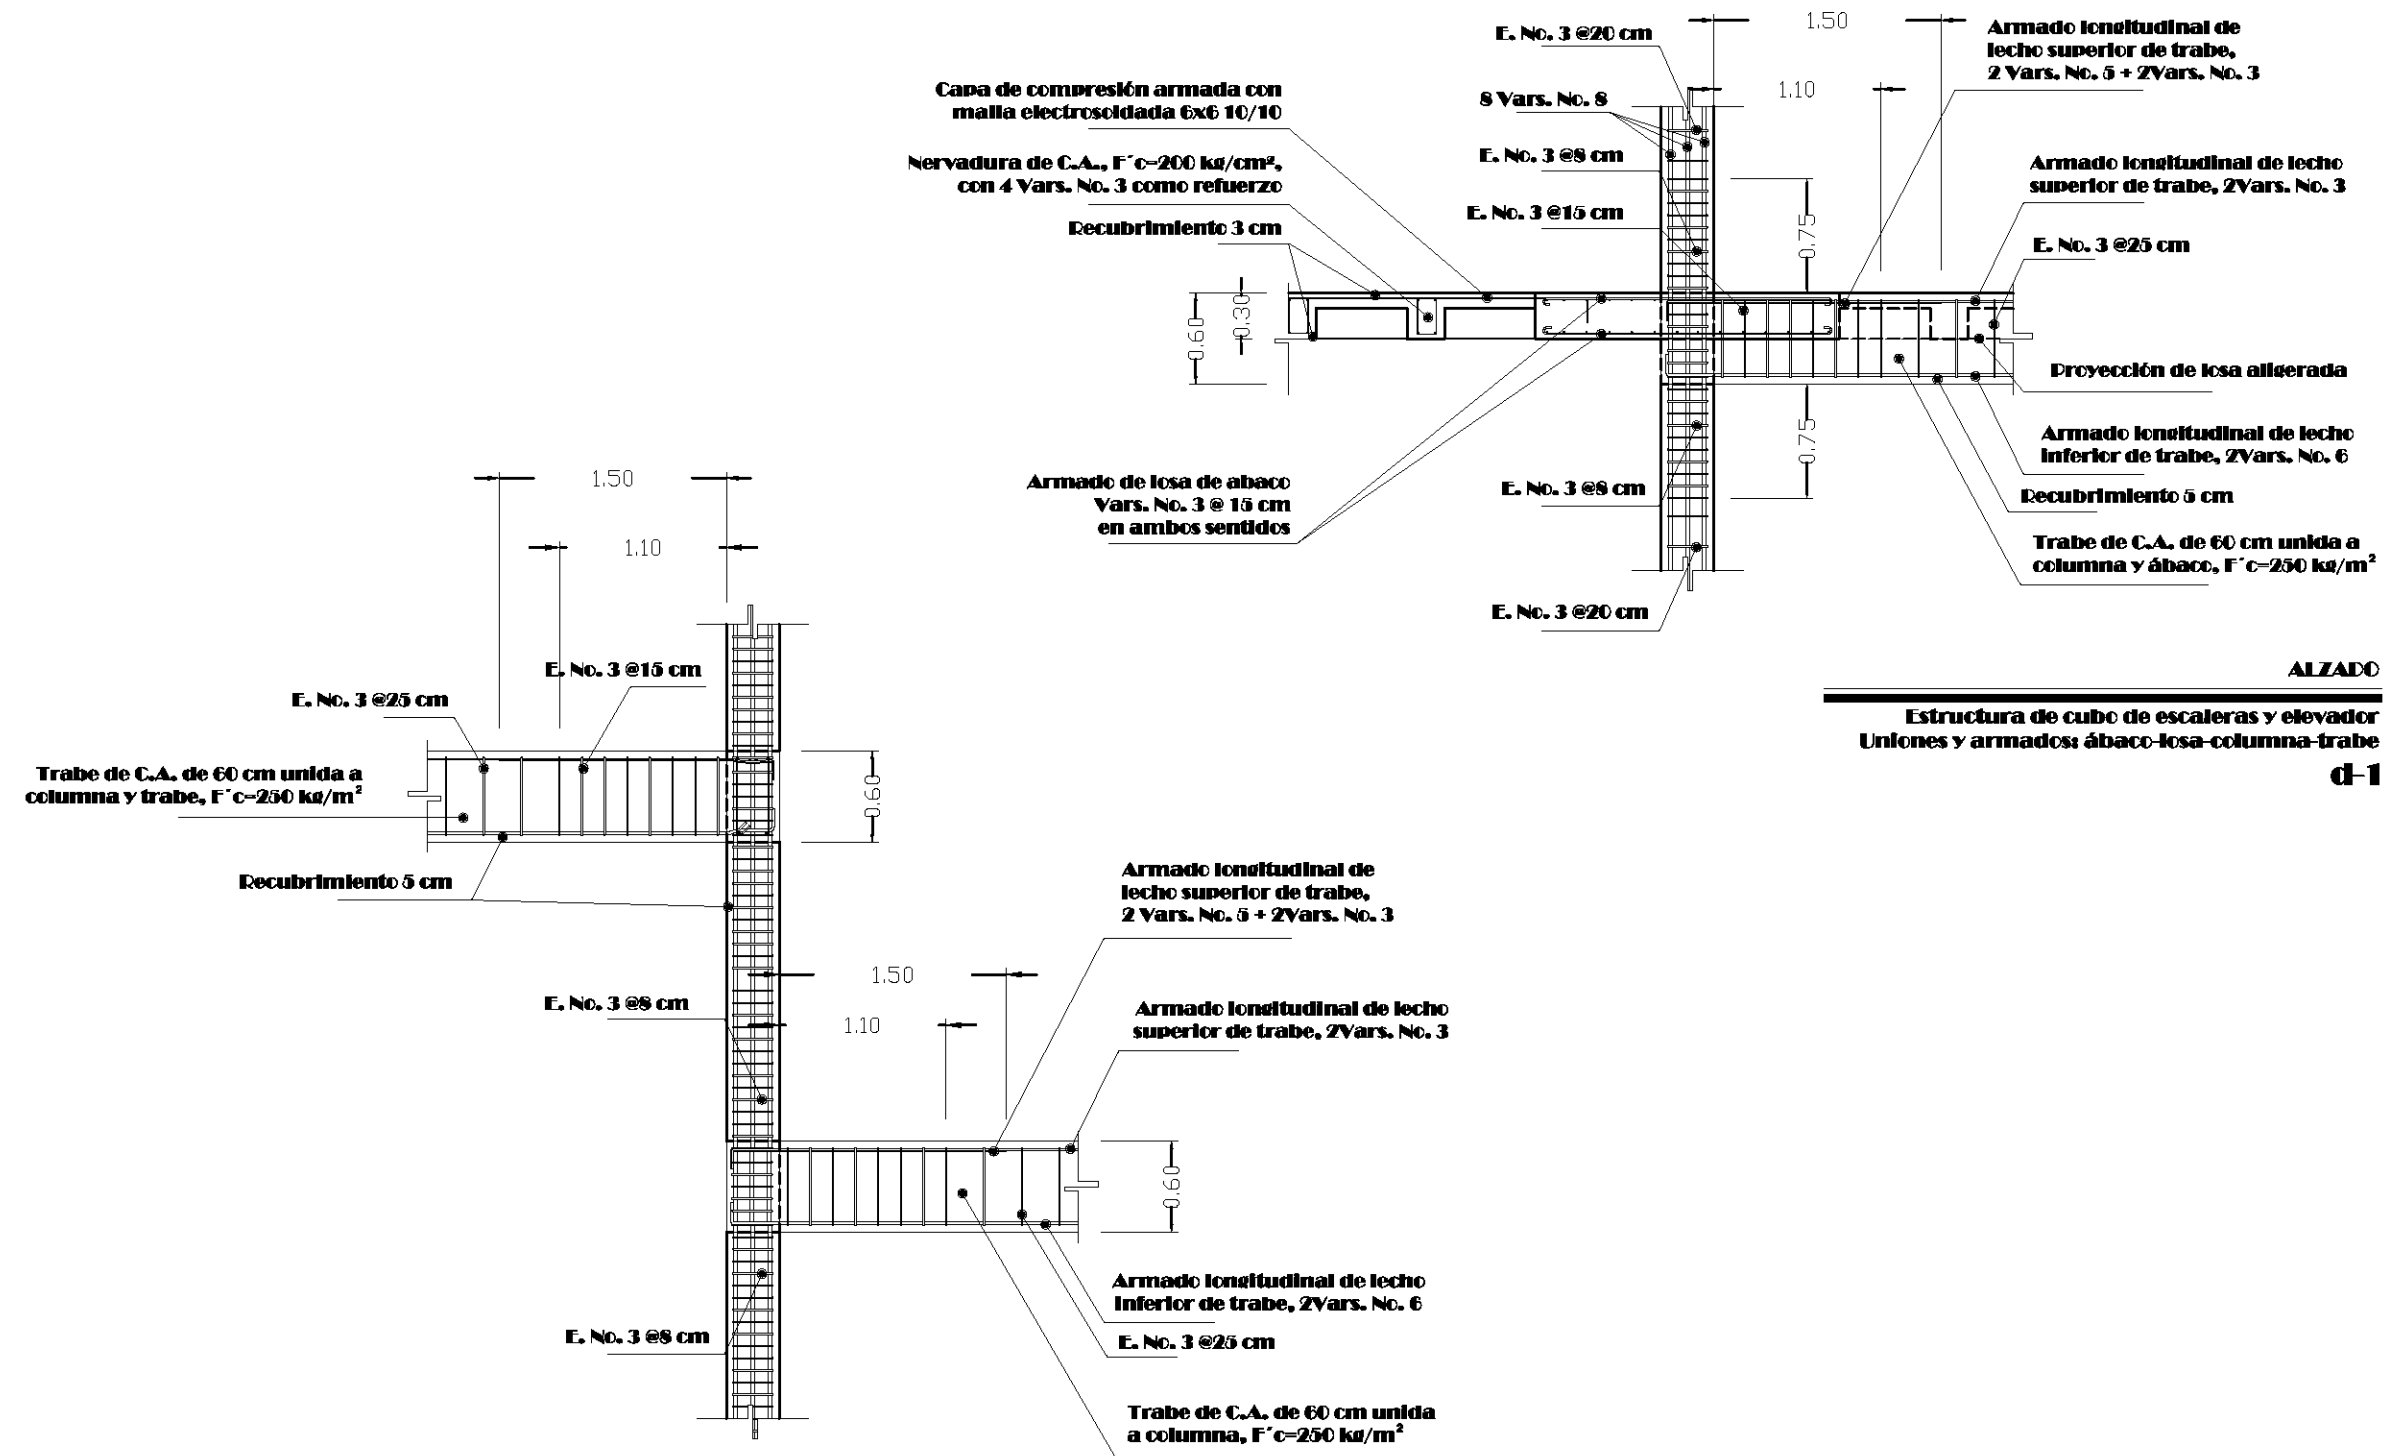 1.50
E. No. 3 @20 cm
Armado longitudinal de
lecho superior de trabe,
2 Vars. No. 5 + 2Vars. No. 3
Capa de compresión armada con
malla electrosoldada 6x6 10/10
8 Vars. No. 8
1.10
Nervadura de C.A., F´c=200 kg/cm²,
con 4 Vars. No. 3 como refuerzo
E. No. 3 @8 cm
Armado longitudinal de lecho
superior de trabe, 2Vars. No. 3
Recubrimiento 3 cm
E. No. 3 @15 cm
0.75
E. No. 3 @25 cm
0.60
0.30
Proyección de losa aligerada
0.75
Armado longitudinal de lecho
inferior de trabe, 2Vars. No. 6
Armado de losa de abaco
Vars. No. 3 @ 15 cm
en ambos sentidos
E. No. 3 @8 cm
Recubrimiento 5 cm
Trabe de C.A. de 60 cm unida a
columna y ábaco, F´c=250 kg/m²
E. No. 3 @20 cm
ALZADO
Estructura de cubo de escaleras y elevador
Uniones y armados: ábaco-losa-columna-trabe
d-1
1.50
1.10
E. No. 3 @15 cm
E. No. 3 @25 cm
Trabe de C.A. de 60 cm unida a
columna y trabe, F´c=250 kg/m²
0.60
Recubrimiento 5 cm
Armado longitudinal de
lecho superior de trabe,
2 Vars. No. 5 + 2Vars. No. 3
1.50
E. No. 3 @8 cm
1.10
Armado longitudinal de lecho
superior de trabe, 2Vars. No. 3
0.60
Armado longitudinal de lecho
inferior de trabe, 2Vars. No. 6
E. No. 3 @8 cm
E. No. 3 @25 cm
Trabe de C.A. de 60 cm unida
a columna, F´c=250 kg/m²